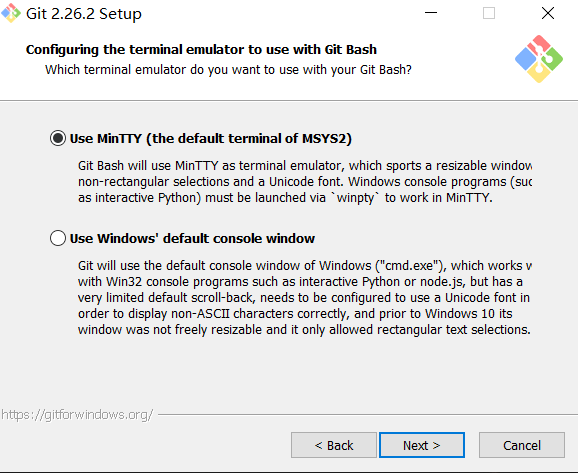 Git 2.26.2 Setup
Configuring the terminal emulator to use with Git Bash
Which terminal emulator do you want to use with your Git Bash?
Use MinTTY (the default terminal of MSYS2)
Git Bash will use MinTTY as terminal emulator, which sports a resizable window
non-rectangular selections and a Unicode font. Windows console programs (suc
as interactive Python) must be launched via `winpty` to work in MinTTY.
Use Windows' default console window
Git will use the default console window of Windows ("cmd.exe"), which works
with Win32 console programs such as interactive Python or node.js, but has a
very limited default scroll-back, needs to be configured to use a Unicode font in
order to display non-ASCII characters correctly, and prior to Windows 10 its
window was not freely resizable and it only allowed rectangular text selections.
https://gitforwindows.org/
< Back
Next >
Cancel